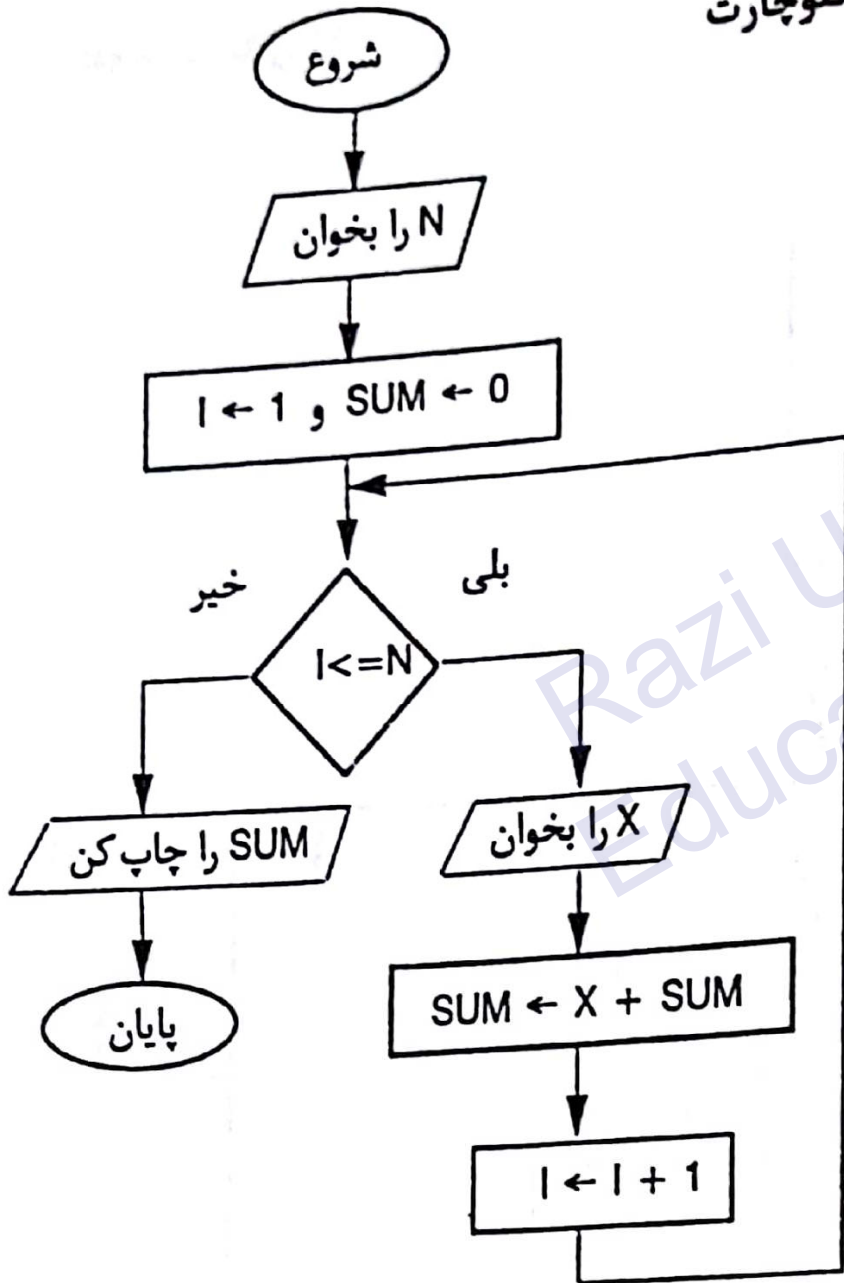 شروع
N را بخوان
I ← 1 و SUM ← 0
خیر
بلی
I<=N
SUM را چاپ کن
X را بخوان
پایان
SUM ← X + SUM
I ← I + 1
Razi U
Educa